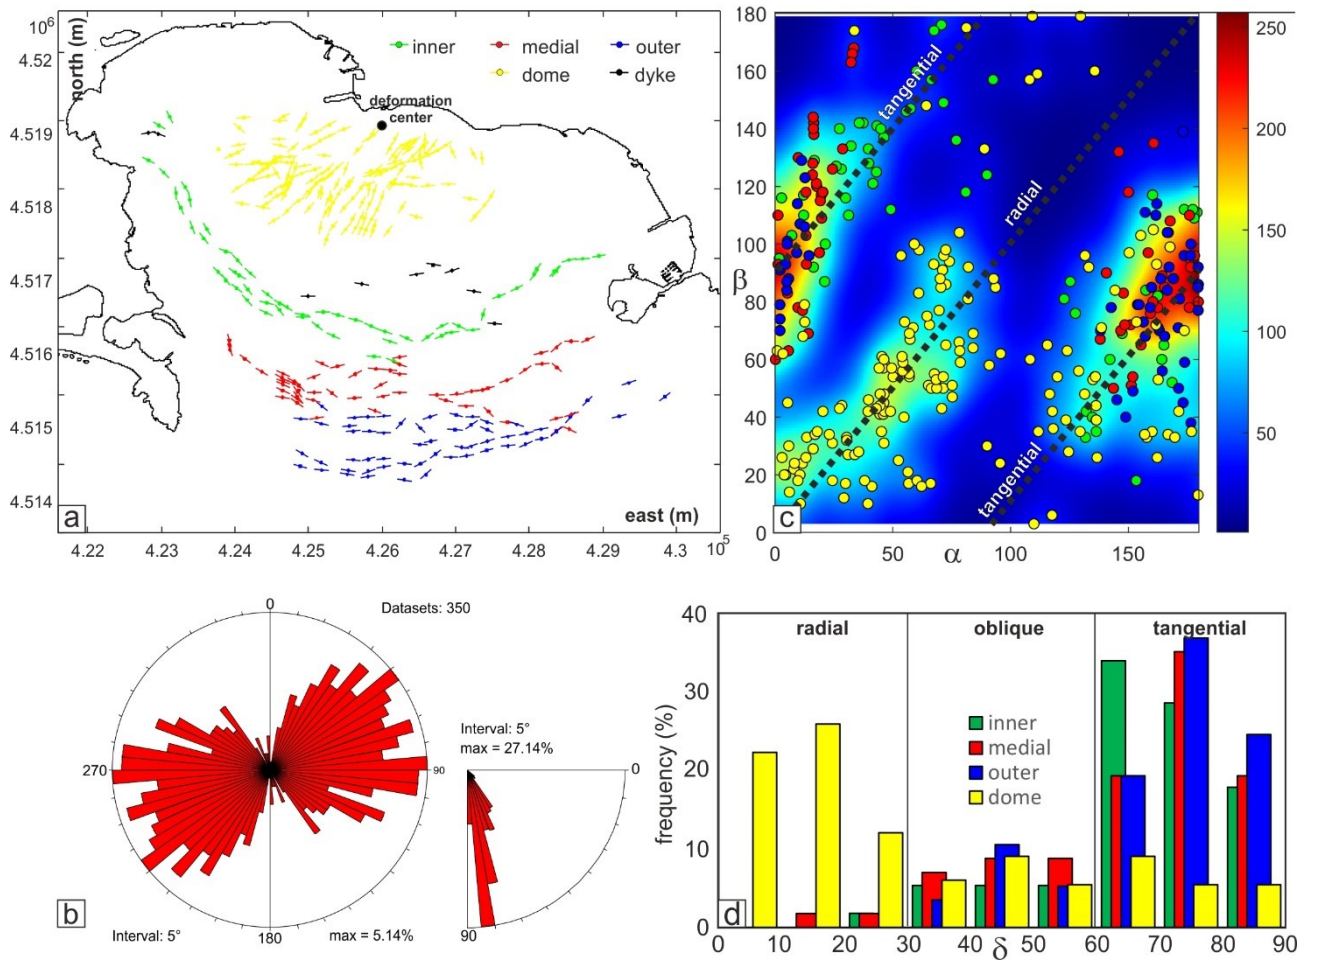 10⁶
north (m)
4.52
4.519
4.518
4.517
4.516
4.515
4.514
inner
medial
outer
dome
dyke
deformation
center
a
east (m)
4.22
4.23
4.24
4.25
4.26
4.27
4.28
4.29
4.3
10⁵
180
160
140
120
100
β
80
60
40
20
0
tangential
radial
tangential
c
0
50
α
100
150
250
200
150
100
50
0
Datasets: 350
270
90
180
Interval: 5°
max = 5.14%
b
Interval: 5°
max = 27.14%
0
90
40
30
20
10
0
frequency (%)
radial
oblique
tangential
inner
medial
outer
dome
d
0
10
20
30
40
δ
50
60
70
80
90